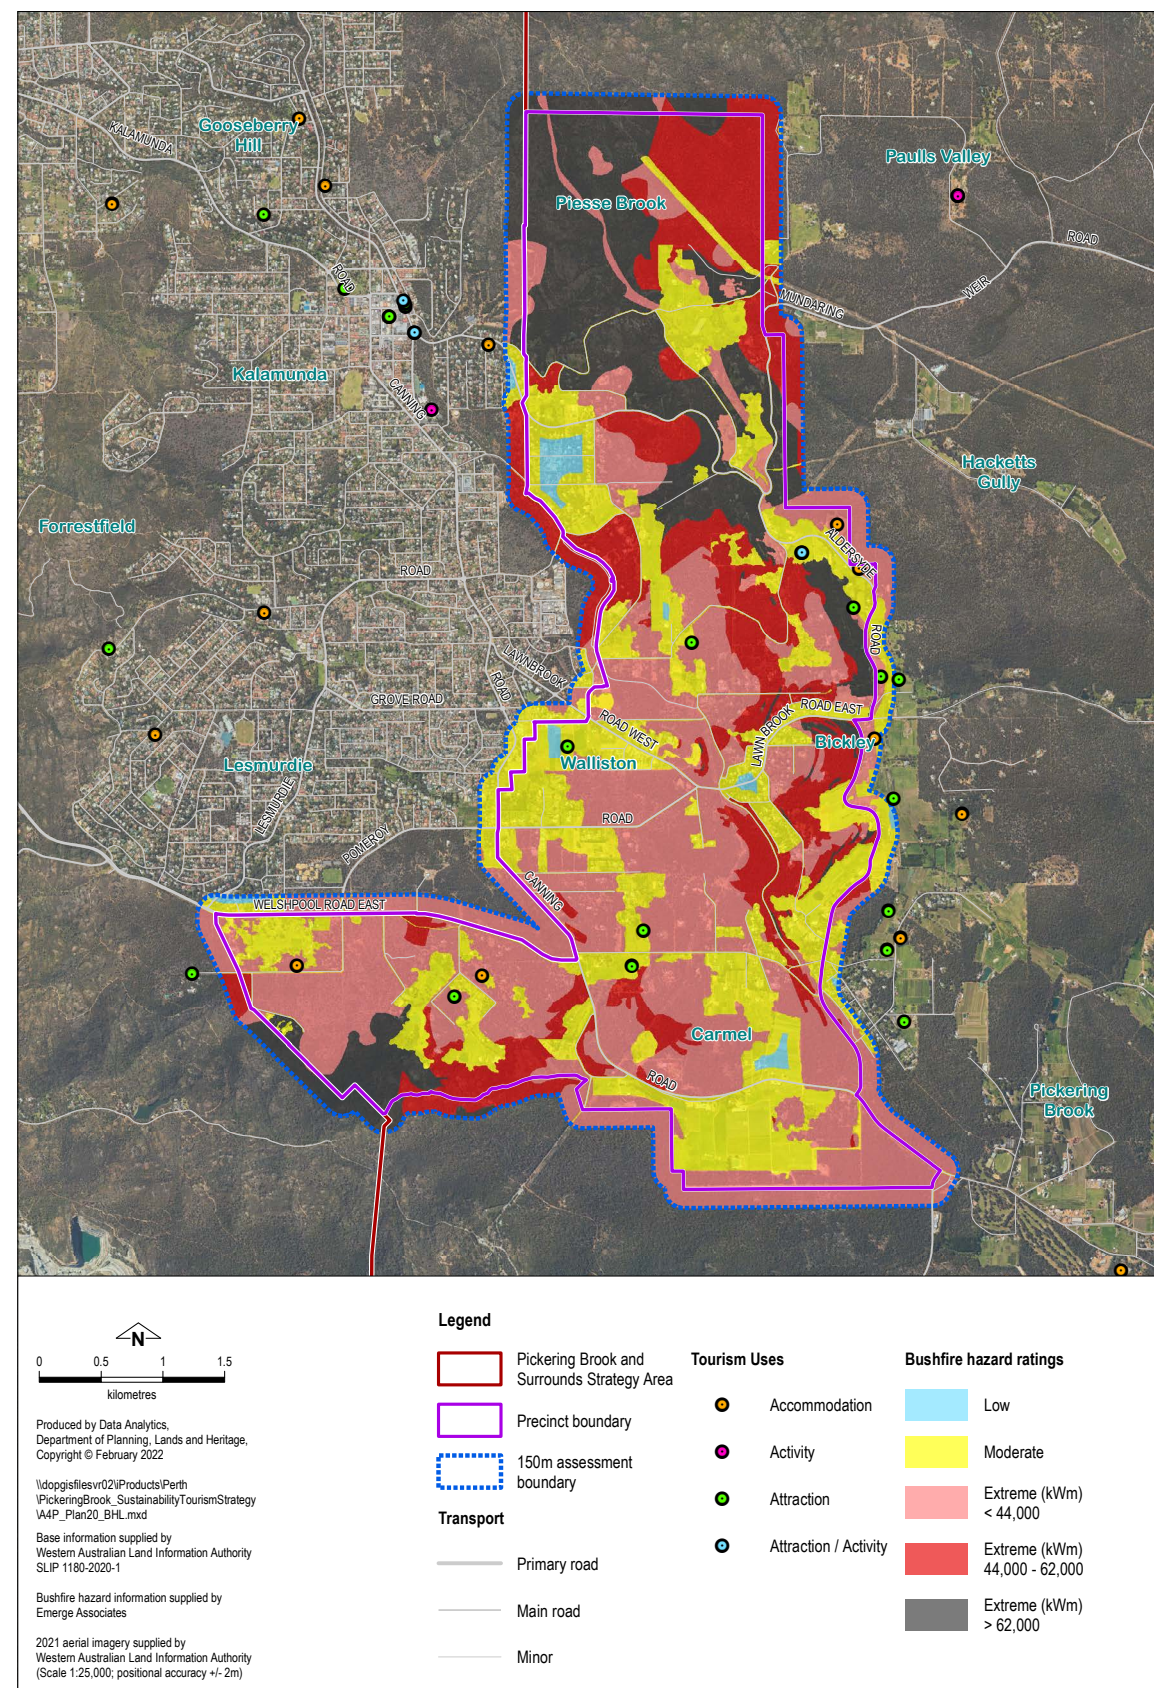 Gooseberry
Hill
KALAMUNDA
Paulls Valley
Piesse Brook
ROAD
ROAD
WEIR
MUNDARING
Kalamunda
CANNING
Hacketts
Gully
Forrestfield
ALDERSYDE
ROAD
ROAD
LAWNBROOK
ROAD
GROVE ROAD
ROAD EAST
ROAD WEST
LAWN BROOK
Bickley
Walliston
Lesmurdie
LESMURDIE
ROAD
POMEROY
CANNING
WELSHPOOL ROAD EAST
Carmel
ROAD
Pickering
Brook
N
0 0.5 1 1.5
kilometres
Produced by Data Analytics,
Department of Planning, Lands and Heritage,
Copyright © February 2022
\\dopgisfilesvr02\iProducts\Perth
\PickeringBrook_SustainabilityTourismStrategy
\A4P_Plan20_BHL.mxd
Base information supplied by
Western Australian Land Information Authority
SLIP 1180-2020-1
Bushfire hazard information supplied by
Emerge Associates
2021 aerial imagery supplied by
Western Australian Land Information Authority
(Scale 1:25,000; positional accuracy +/- 2m)
Legend
Pickering Brook and
Surrounds Strategy Area
Precinct boundary
150m assessment
boundary
Transport
Primary road
Main road
Minor
Tourism Uses
Accommodation
Activity
Attraction
Attraction / Activity
Bushfire hazard ratings
Low
Moderate
Extreme (kWm)
< 44,000
Extreme (kWm)
44,000 - 62,000
Extreme (kWm)
> 62,000